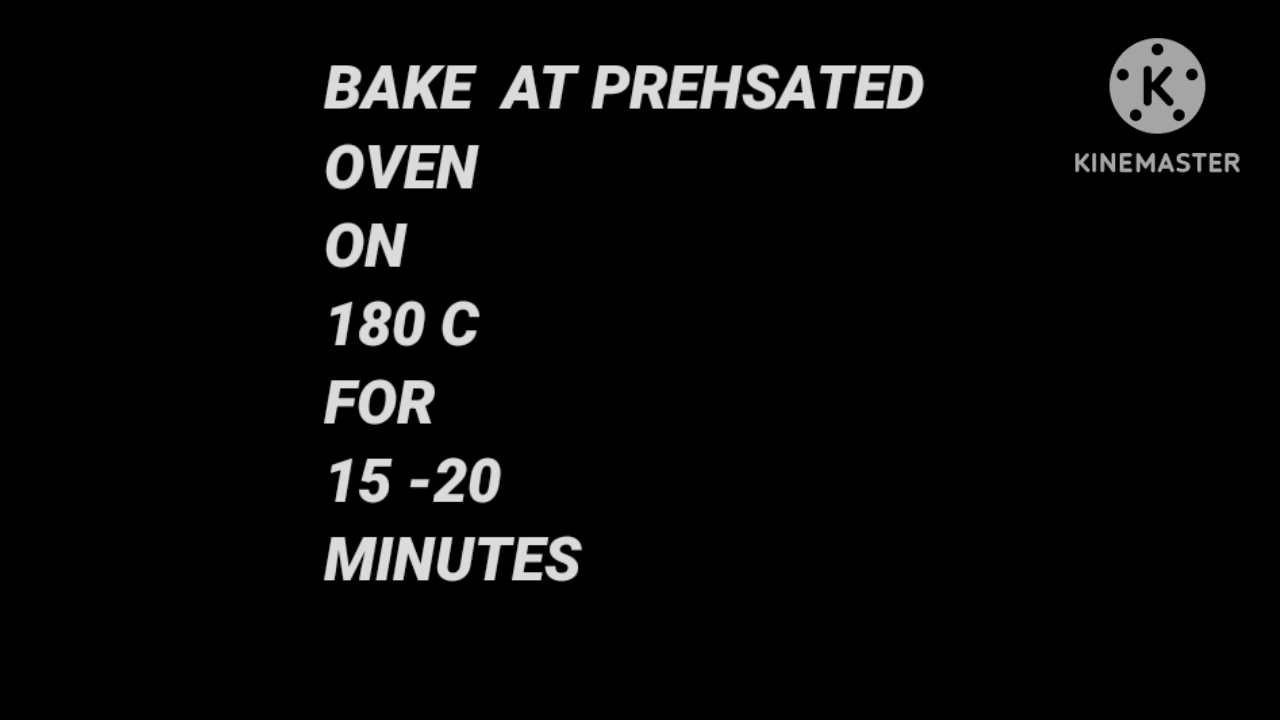 BAKE AT PREHSATED
OVEN
ON
180 C
FOR
15 -20
MINUTES
K
KINEMASTER